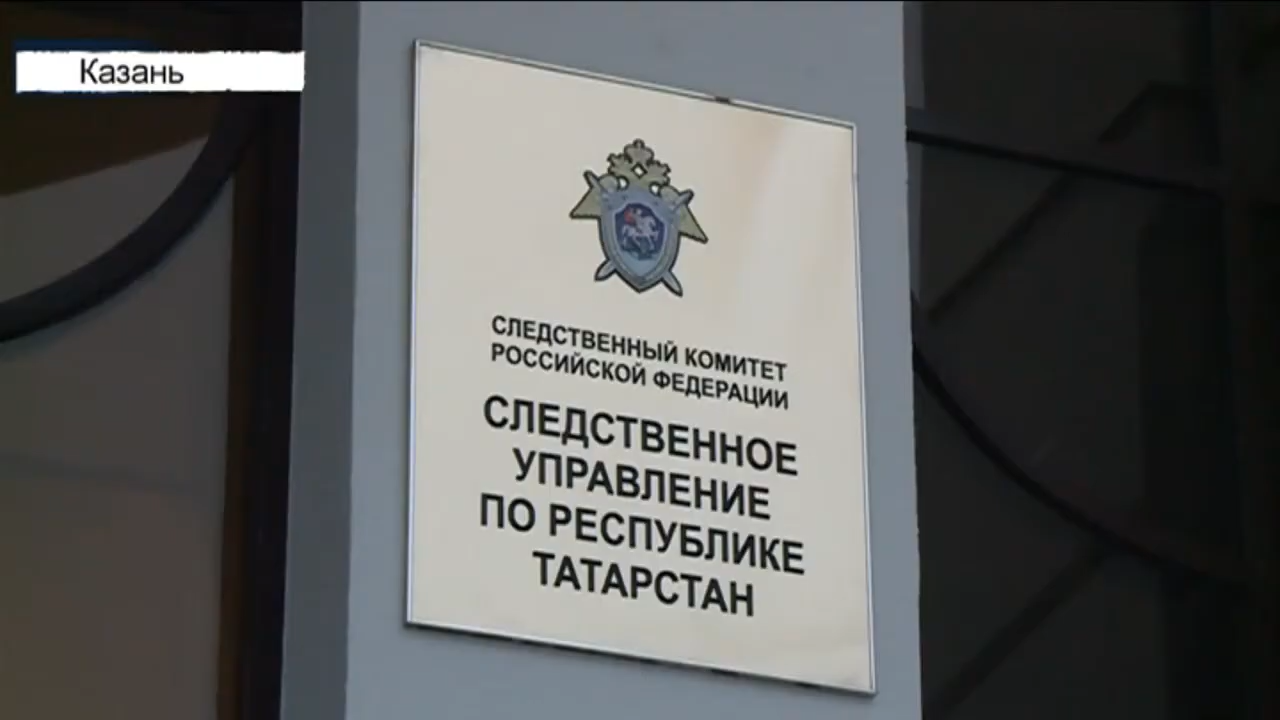 Казань
СЛЕДСТВЕННЫЙ КОМИТЕТ
РОССИЙСКОЙ ФЕДЕРАЦИИ
СЛЕДСТВЕННОЕ
УПРАВЛЕНИЕ
ПО РЕСПУБЛИКЕ
ТАТАРСТАН